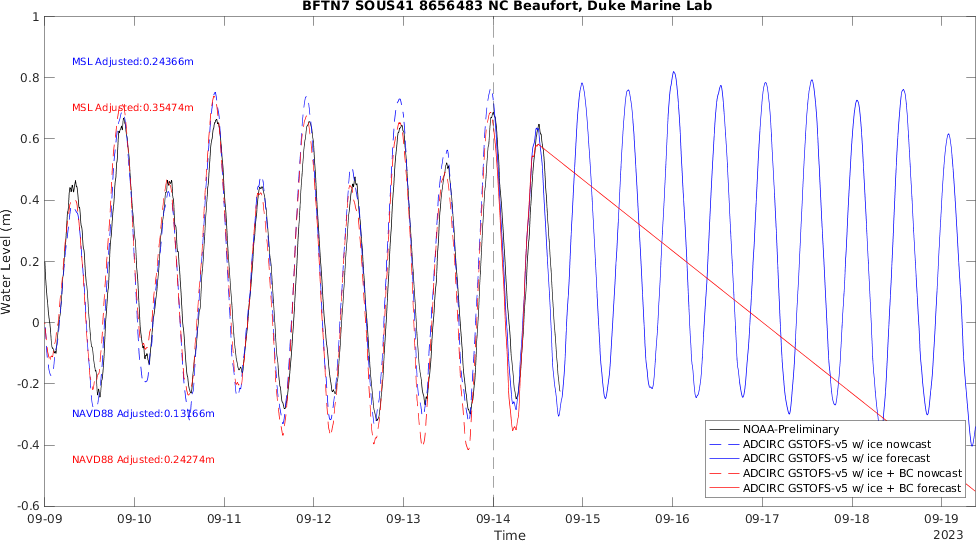 BFTN7 SOUS41 8656483 NC Beaufort, Duke Marine Lab
1
0.8
0.6
0.4
0.2
0
-0.2
-0.4
-0.6
Water Level (m)
MSL Adjusted:0.24366m
MSL Adjusted:0.35474m
NAVD88 Adjusted:0.13166m
NAVD88 Adjusted:0.24274m
NOAA-Preliminary
ADCIRC GSTOFS-v5 w/ ice nowcast
ADCIRC GSTOFS-v5 w/ ice forecast
ADCIRC GSTOFS-v5 w/ ice + BC nowcast
ADCIRC GSTOFS-v5 w/ ice + BC forecast
09-09 09-10 09-11 09-12 09-13 09-14 09-15 09-16 09-17 09-18 09-19
Time
2023